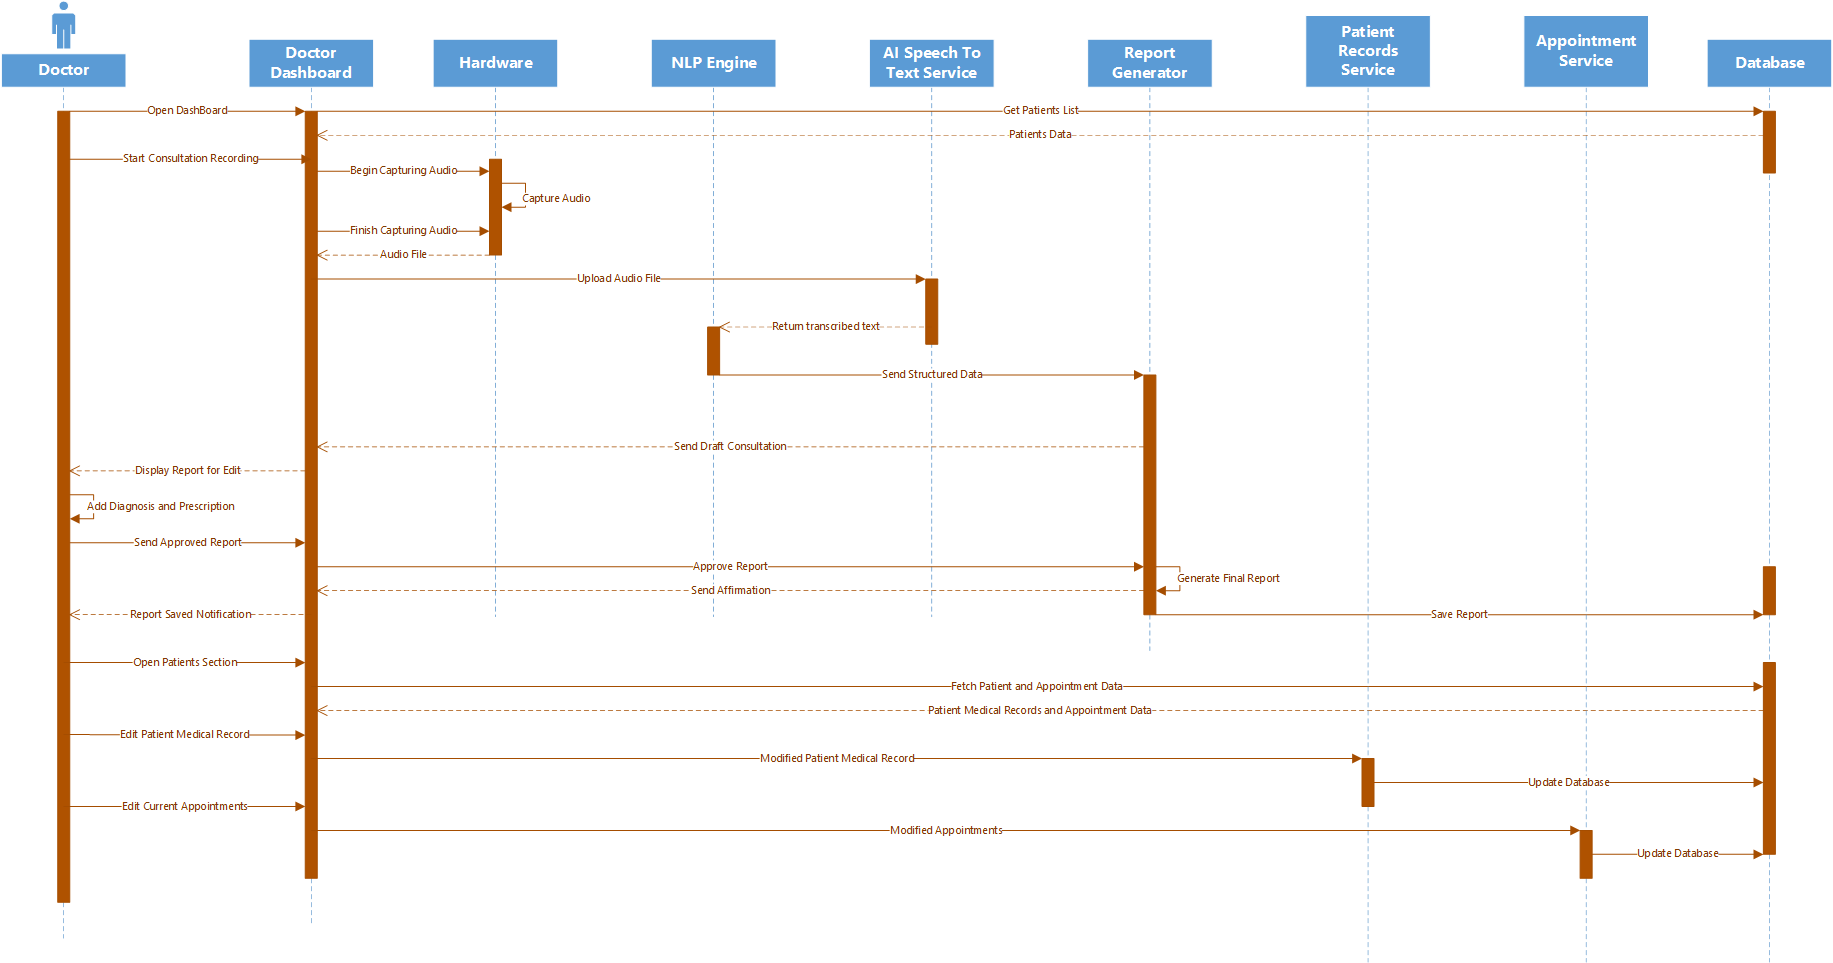 Doctor
Doctor
Dashboard
Hardware
NLP Engine
AI Speech To
Text Service
Report
Generator
Patient
Records
Service
Appointment
Service
Database
Open DashBoard
Get Patients List
Patients Data
Start Consultation Recording
Begin Capturing Audio
Capture Audio
Finish Capturing Audio
Audio File
Upload Audio File
Return transcribed text
Send Structured Data
Send Draft Consultation
Display Report for Edit
Add Diagnosis and Prescription
Send Approved Report
Approve Report
Generate Final Report
Send Affirmation
Report Saved Notification
Save Report
Open Patients Section
Fetch Patient and Appointment Data
Patient Medical Records and Appointment Data
Edit Patient Medical Record
Modified Patient Medical Record
Update Database
Edit Current Appointments
Modified Appointments
Update Database